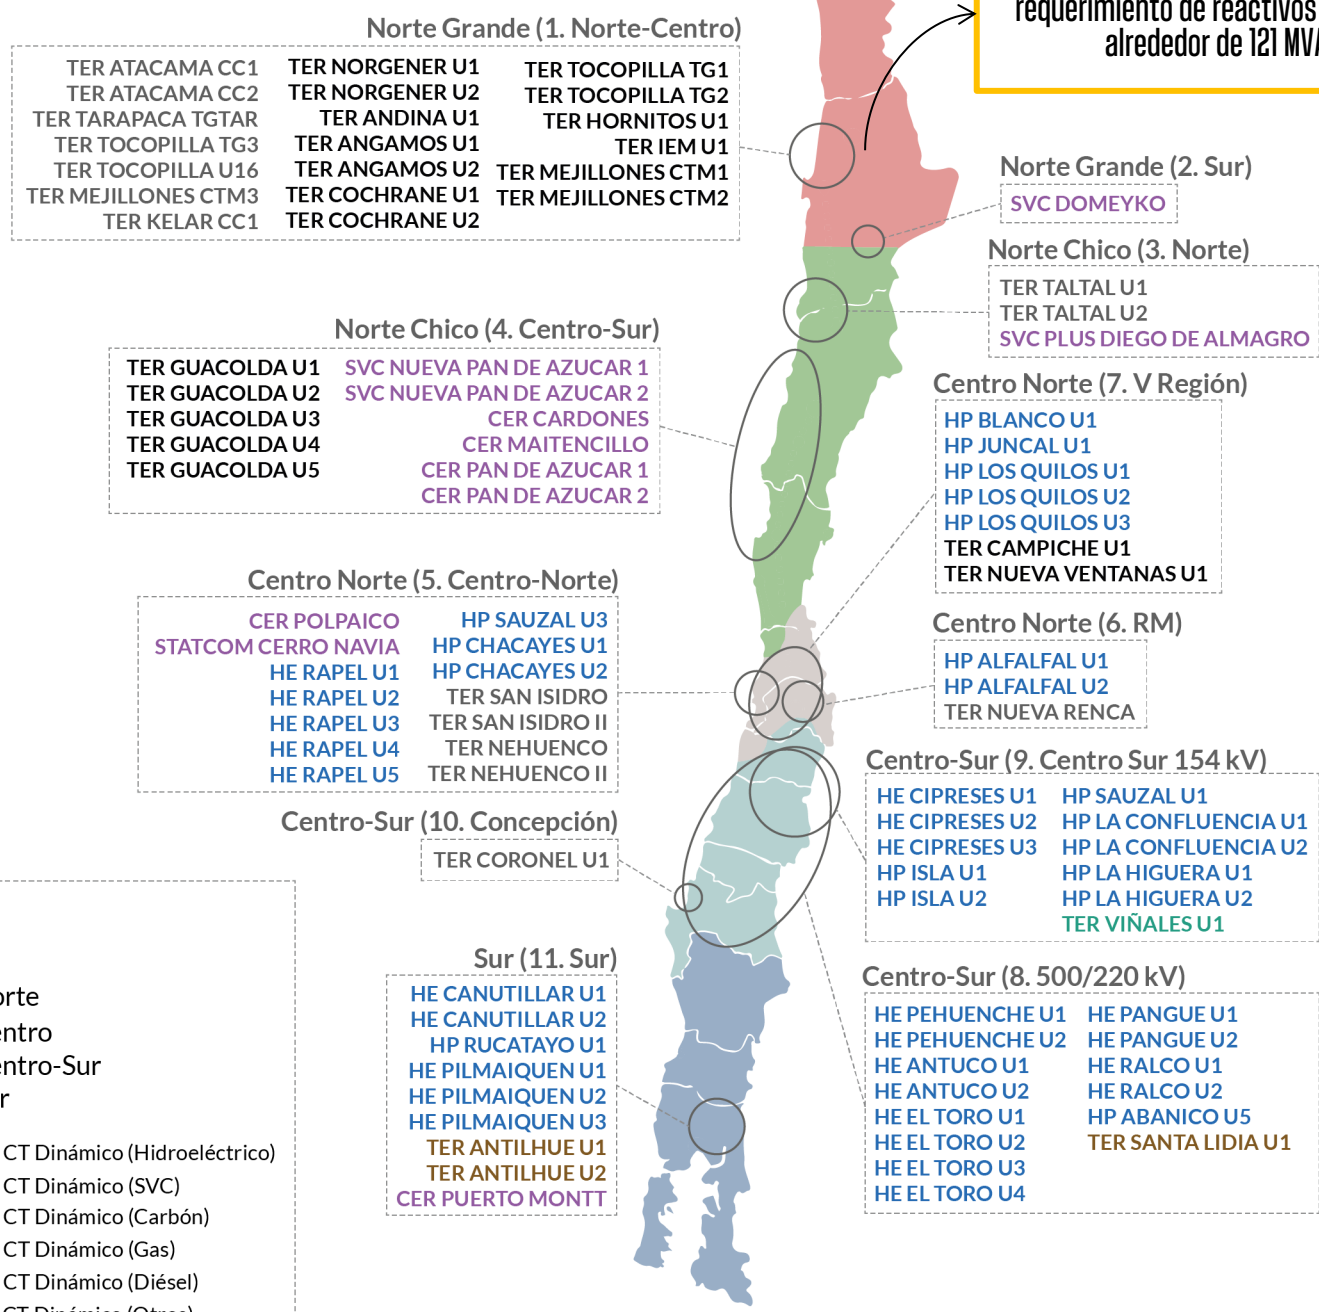 requerimiento de reactivos
alrededor de 121 MVA
Norte Grande (1. Norte-Centro)
TER ATACAMA CC1
TER ATACAMA CC2
TER TARAPACA TGTAR
TER TOCOPILLA TG3
TER TOCOPILLA U16
TER MEJILLONES CTM3
TER KELAR CC1
TER NORGENER U1
TER NORGENER U2
TER ANDINA U1
TER ANGAMOS U1
TER ANGAMOS U2
TER COCHRANE U1
TER COCHRANE U2
TER TOCOPILLA TG1
TER TOCOPILLA TG2
TER HORNITOS U1
TER IEM U1
TER MEJILLONES CTM1
TER MEJILLONES CTM2
Norte Grande (2. Sur)
SVC DOMEYKO
Norte Chico (3. Norte)
TER TALTAL U1
TER TALTAL U2
SVC PLUS DIEGO DE ALMAGRO
Norte Chico (4. Centro-Sur)
TER GUACOLDA U1
TER GUACOLDA U2
TER GUACOLDA U3
TER GUACOLDA U4
TER GUACOLDA U5
SVC NUEVA PAN DE AZUCAR 1
SVC NUEVA PAN DE AZUCAR 2
CER CARDONES
CER MAITENCILLO
CER PAN DE AZUCAR 1
CER PAN DE AZUCAR 2
Centro Norte (7. V Región)
HP BLANCO U1
HP JUNCAL U1
HP LOS QUILOS U1
HP LOS QUILOS U2
HP LOS QUILOS U3
TER CAMPICHE U1
TER NUEVA VENTANAS U1
Centro Norte (5. Centro-Norte)
CER POLPAICO
STATCOM CERRO NAVIA
HE RAPEL U1
HE RAPEL U2
HE RAPEL U3
HE RAPEL U4
HE RAPEL U5
HP SAUZAL U3
HP CHACAYES U1
HP CHACAYES U2
TER SAN ISIDRO
TER SAN ISIDRO II
TER NEHUENCO
TER NEHUENCO II
Centro Norte (6. RM)
HP ALFALFAL U1
HP ALFALFAL U2
TER NUEVA RENCA
Centro-Sur (9. Centro Sur 154 kV)
HE CIPRESES U1
HE CIPRESES U2
HE CIPRESES U3
HP ISLA U1
HP ISLA U2
HP SAUZAL U1
HP LA CONFLUENCIA U1
HP LA CONFLUENCIA U2
HP LA HIGUERA U1
HP LA HIGUERA U2
TER VIÑALES U1
Centro-Sur (10. Concepción)
TER CORONEL U1
Sur (11. Sur)
HE CANUTILLAR U1
HE CANUTILLAR U2
HP RUCATAYO U1
HE PILMAIQUEN U1
HE PILMAIQUEN U2
HE PILMAIQUEN U3
TER ANTILHUE U1
TER ANTILHUE U2
CER PUERTO MONTT
Centro-Sur (8. 500/220 kV)
HE PEHUENCHE U1
HE PEHUENCHE U2
HE ANTUCO U1
HE ANTUCO U2
HE EL TORO U1
HE EL TORO U2
HE EL TORO U3
HE EL TORO U4
HE PANGUE U1
HE PANGUE U2
HE RALCO U1
HE RALCO U2
HP ABANICO U5
TER SANTA LIDIA U1
orte
entro
entro-Sur
r
CT Dinámico (Hidroeléctrico)
CT Dinámico (SVC)
CT Dinámico (Carbón)
CT Dinámico (Gas)
CT Dinámico (Diésel)
CT Dinámico (Otros)